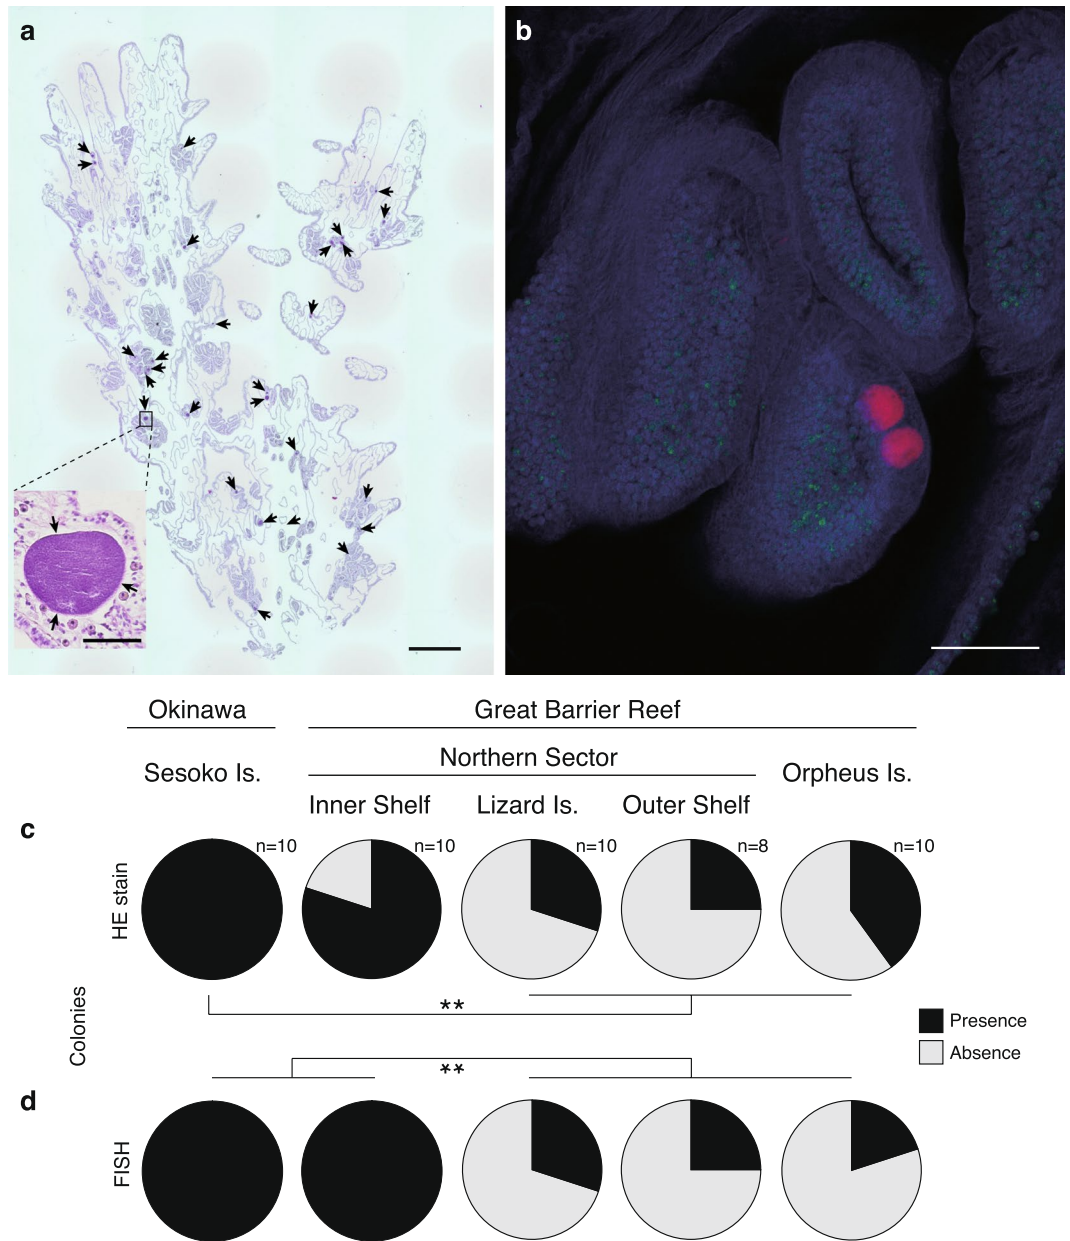 a
b
Okinawa
Great Barrier Reef
Sesoko Is.
Northern Sector
Orpheus Is.
Inner Shelf
Lizard Is.
Outer Shelf
c
HE stain
n=10
n=10
n=10
n=8
n=10
**
Colonies
Presence
Absence
**
d
FISH